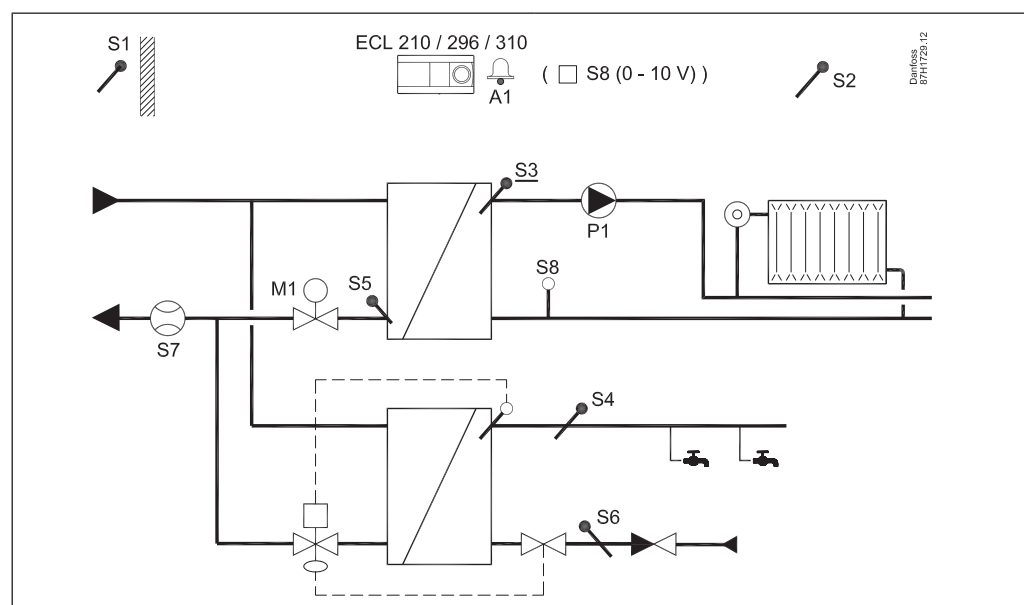 S1
ECL 210 / 296 / 310
A1
( S8 (0 - 10 V) )
S2
Danfoss
87H1729.12
S3
P1
S8
M1
S5
S7
S4
S6